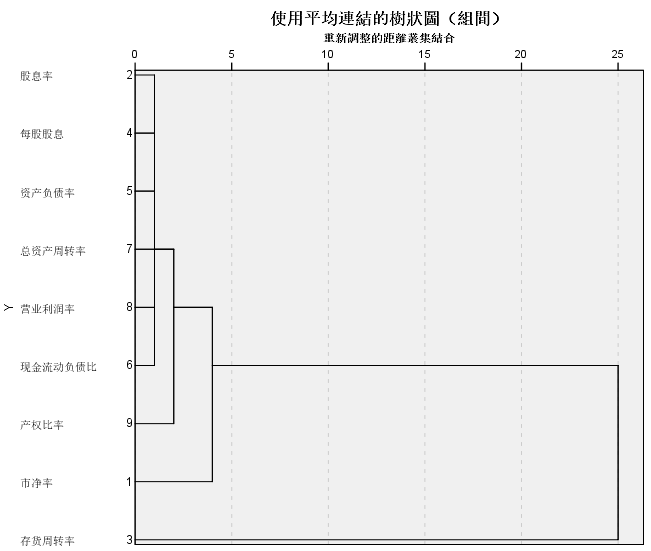 使用平均連結的樹狀圖（組間）
重新調整的距離叢集結合
0 5 10 15 20 25
股息率 2
每股股息 4
资产负债率 5
总资产周转率 7
Y
营业利润率 8
现金流动负债比 6
产权比率 9
市净率 1
存货周转率 3